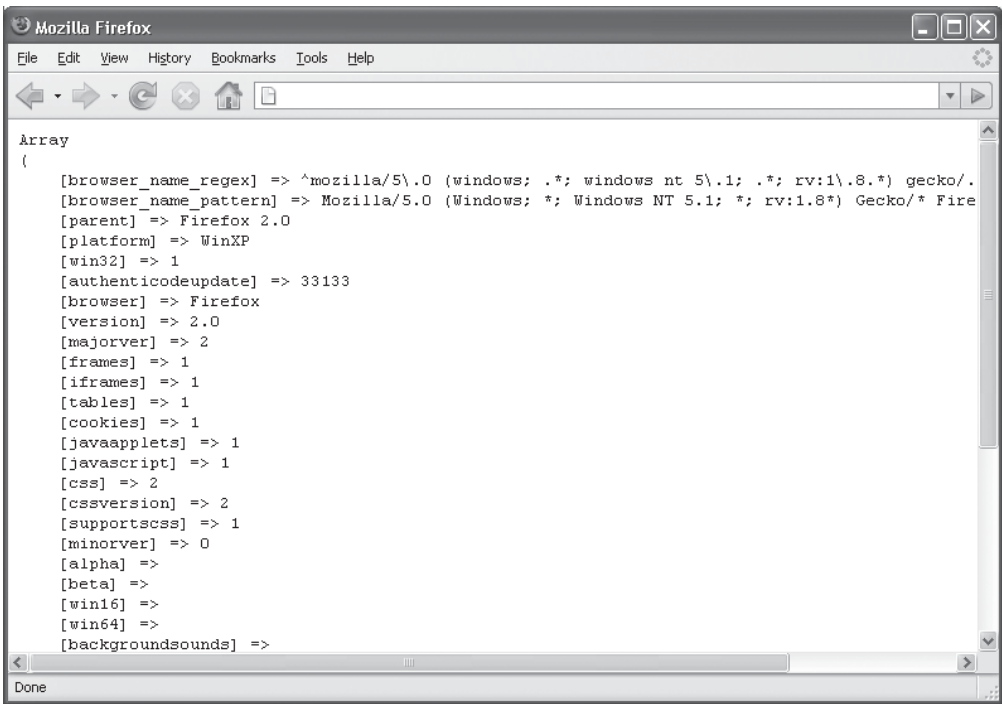 Mozilla Firefox
File Edit View History Bookmarks Tools Help
Array
(
[browser_name_regex] => ^mozilla/5\.0 (windows; .*; windows nt 5\.1; .*; rv:1\.8.*) gecko/.
[browser_name_pattern] => Mozilla/5.0 (Windows; *; Windows NT 5.1; *; rv:1.8*) Gecko/* Fire
[parent] => Firefox 2.0
[platform] => WinXP
[win32] => 1
[authenticodeupdate] => 33133
[browser] => Firefox
[version] => 2.0
[majorver] => 2
[frames] => 1
[iframes] => 1
[tables] => 1
[cookies] => 1
[javaapplets] => 1
[javascript] => 1
[css] => 2
[cssversion] => 2
[supportscss] => 1
[minorver] => 0
[alpha] =>
[beta] =>
[win16] =>
[win64] =>
[backgroundsounds] =>
Done